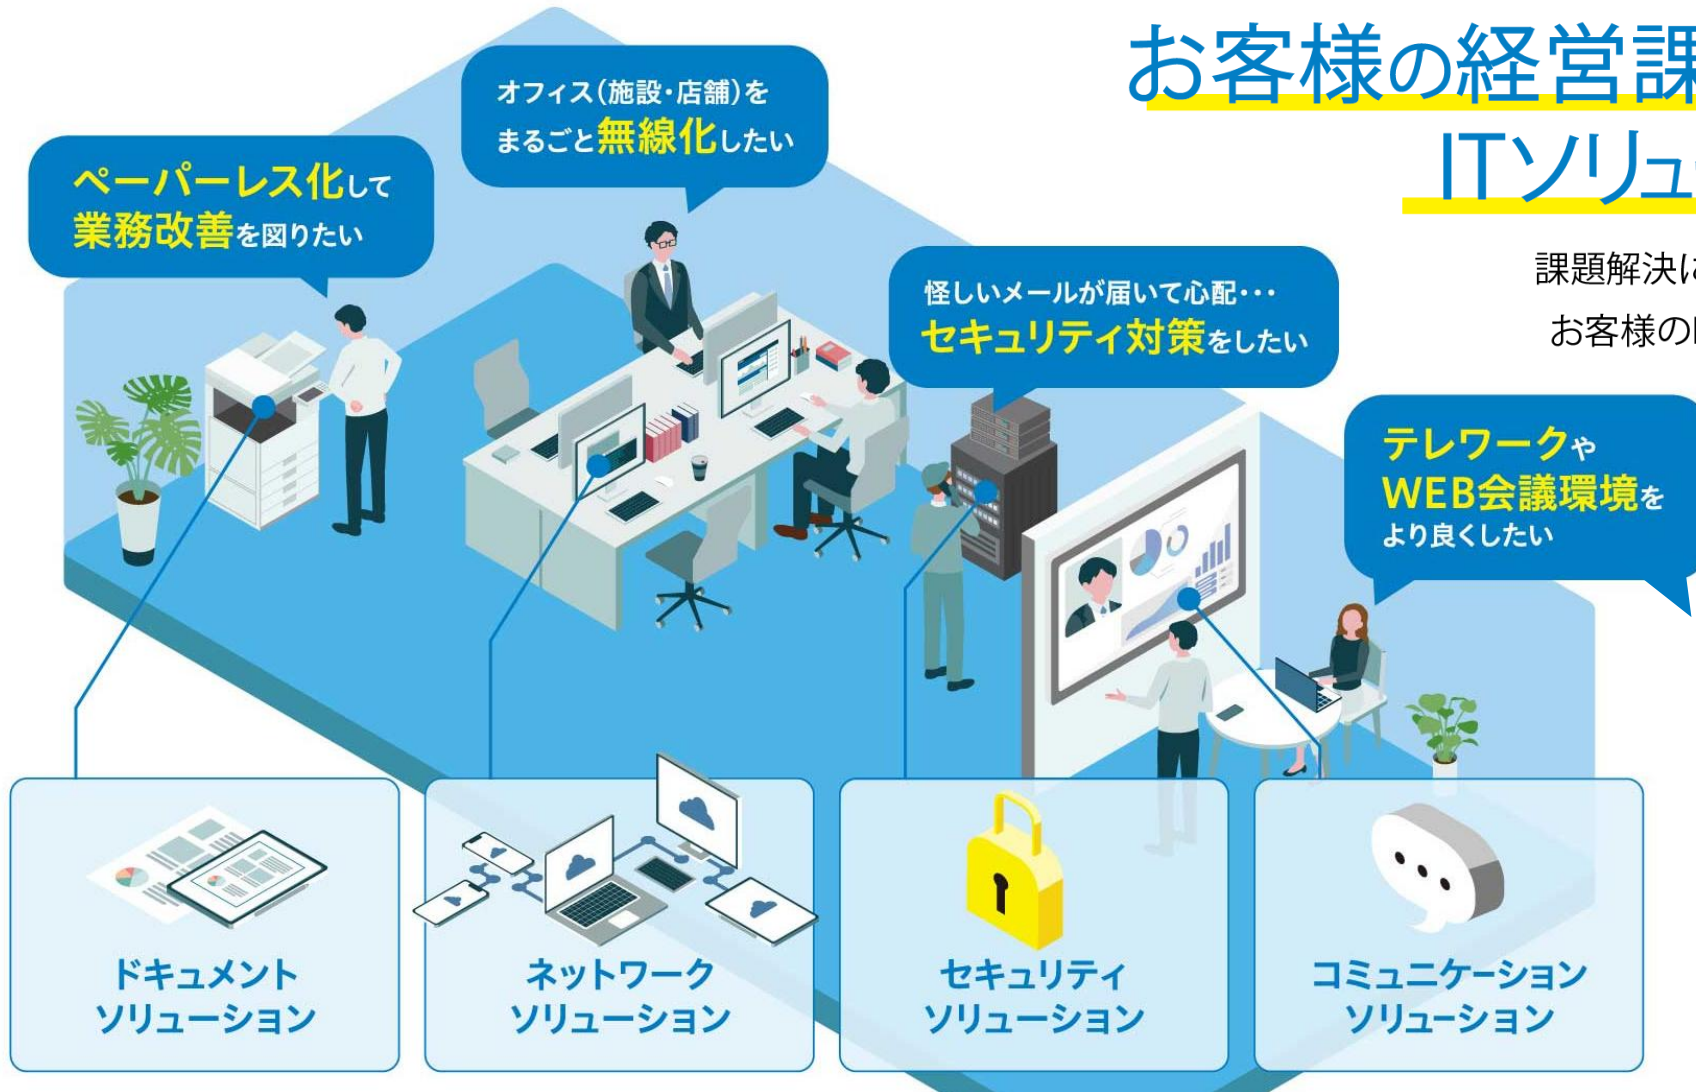 お客様の経営課
ITソリュ
課題解決に
お客様の
オフィス(施設・店舗)を
まるごと無線化したい
ペーパーレス化して
業務改善を図りたい
怪しいメールが届いて心配・・・
セキュリティ対策をしたい
テレワークや
WEB会議環境を
より良くしたい
ドキュメント
ソリューション
ネットワーク
ソリューション
セキュリティ
ソリューション
コミュニケーション
ソリューション